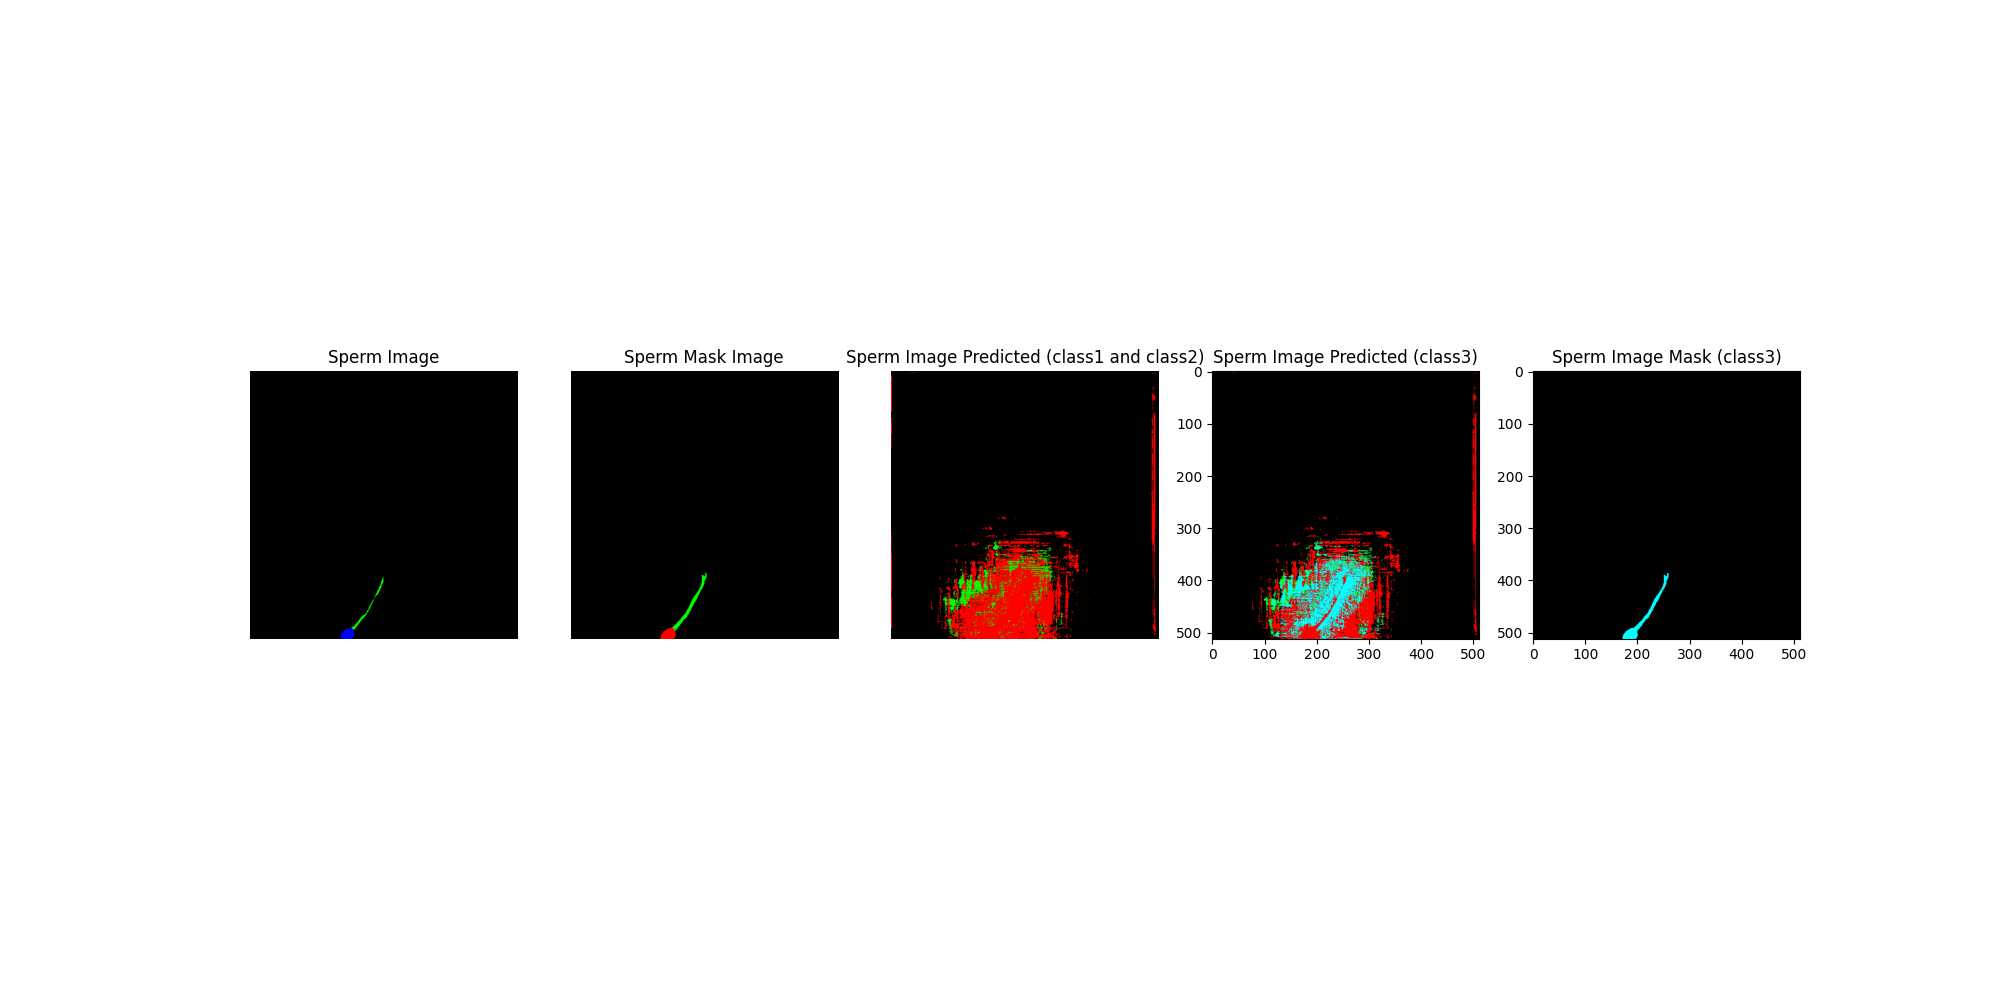 Sperm Image
Sperm Mask Image
Sperm Image Predicted (class1 and class2)
Sperm Image Predicted (class3)
Sperm Image Mask (class3)
0
100
200
300
400
500
0 100 200 300 400 500
0
100
200
300
400
500
0 100 200 300 400 500